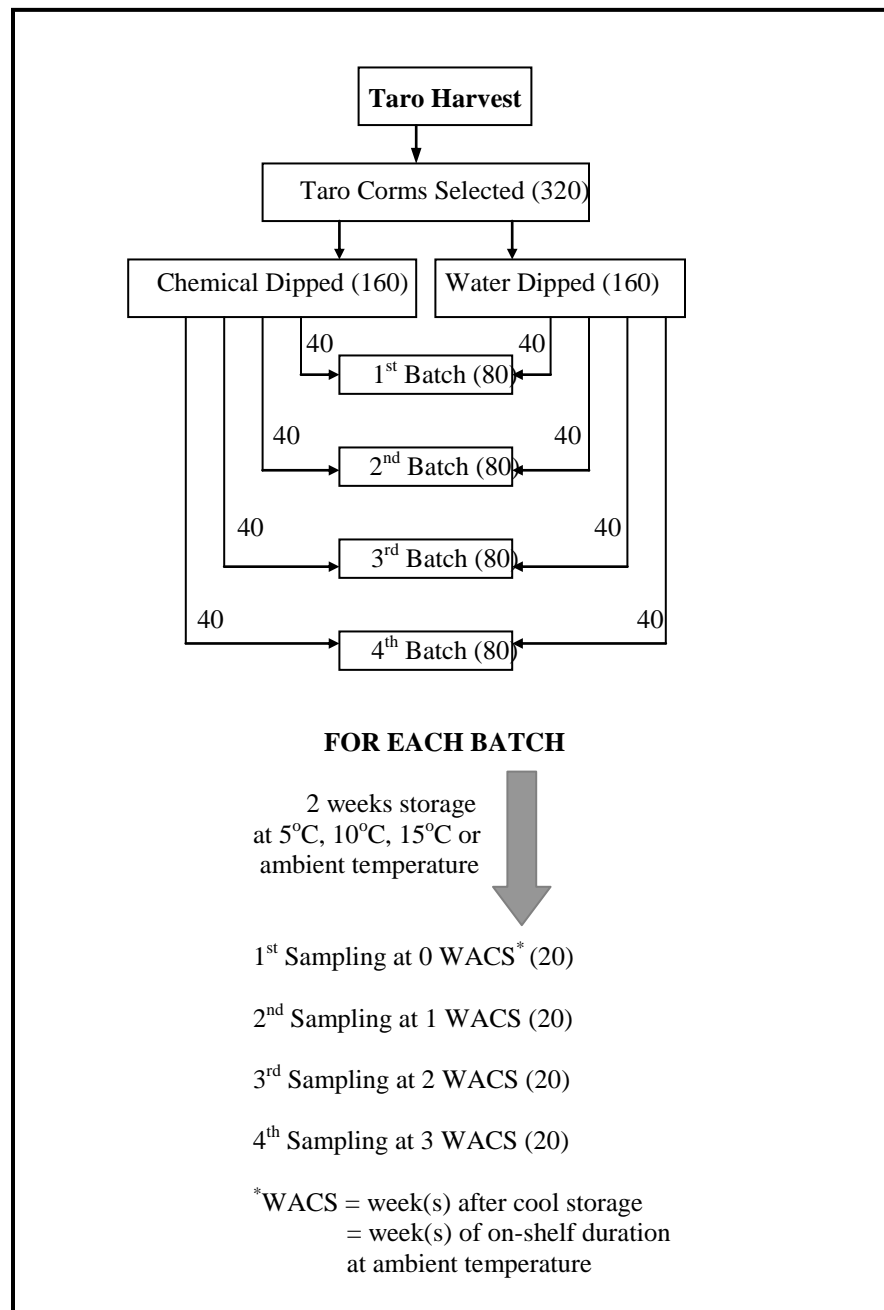 Taro Harvest
Taro Corms Selected (320)
Chemical Dipped (160)
Water Dipped (160)
40
40
1st Batch (80)
40
40
2nd Batch (80)
40
40
3rd Batch (80)
40
40
4th Batch (80)
FOR EACH BATCH
2 weeks storage
at 5oC, 10oC, 15oC or
ambient temperature
1st Sampling at 0 WACS* (20)
2nd Sampling at 1 WACS (20)
3rd Sampling at 2 WACS (20)
4th Sampling at 3 WACS (20)
*WACS = week(s) after cool storage
= week(s) of on-shelf duration
at ambient temperature